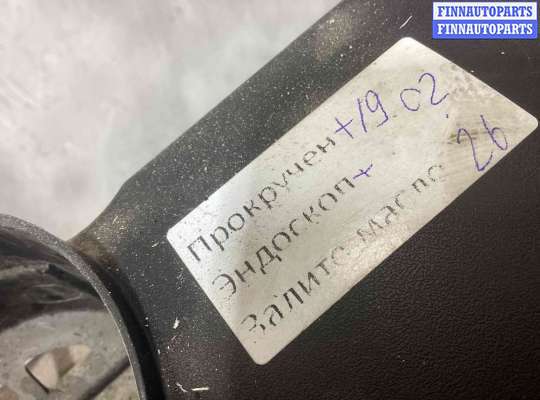 FINNAUTOPARTS
FINNAUTOPARTS
Прокручен +19.02.
Эндоскоп + 26
Залито масло